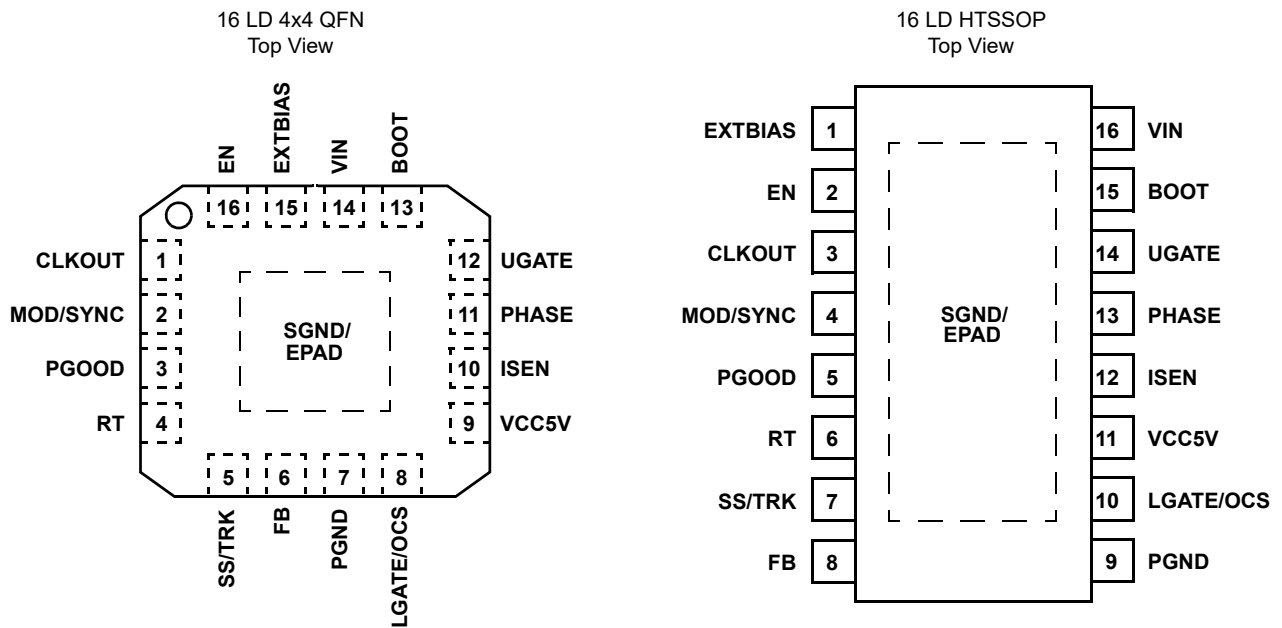 16 LD 4x4 QFN
Top View
EN
EXTBIAS
VIN
BOOT
16
15
14
13
CLKOUT 1
12 UGATE
MOD/SYNC 2
11 PHASE
PGOOD 3
10 ISEN
RT 4
9 VCC5V
SGND/
EPAD
5
6
7
8
SS/TRK
FB
PGND
LGATE/OCS
16 LD HTSSOP
Top View
EXTBIAS 1
16 VIN
EN 2
15 BOOT
CLKOUT 3
14 UGATE
MOD/SYNC 4
13 PHASE
PGOOD 5
12 ISEN
RT 6
11 VCC5V
SS/TRK 7
10 LGATE/OCS
FB 8
9 PGND
SGND/
EPAD